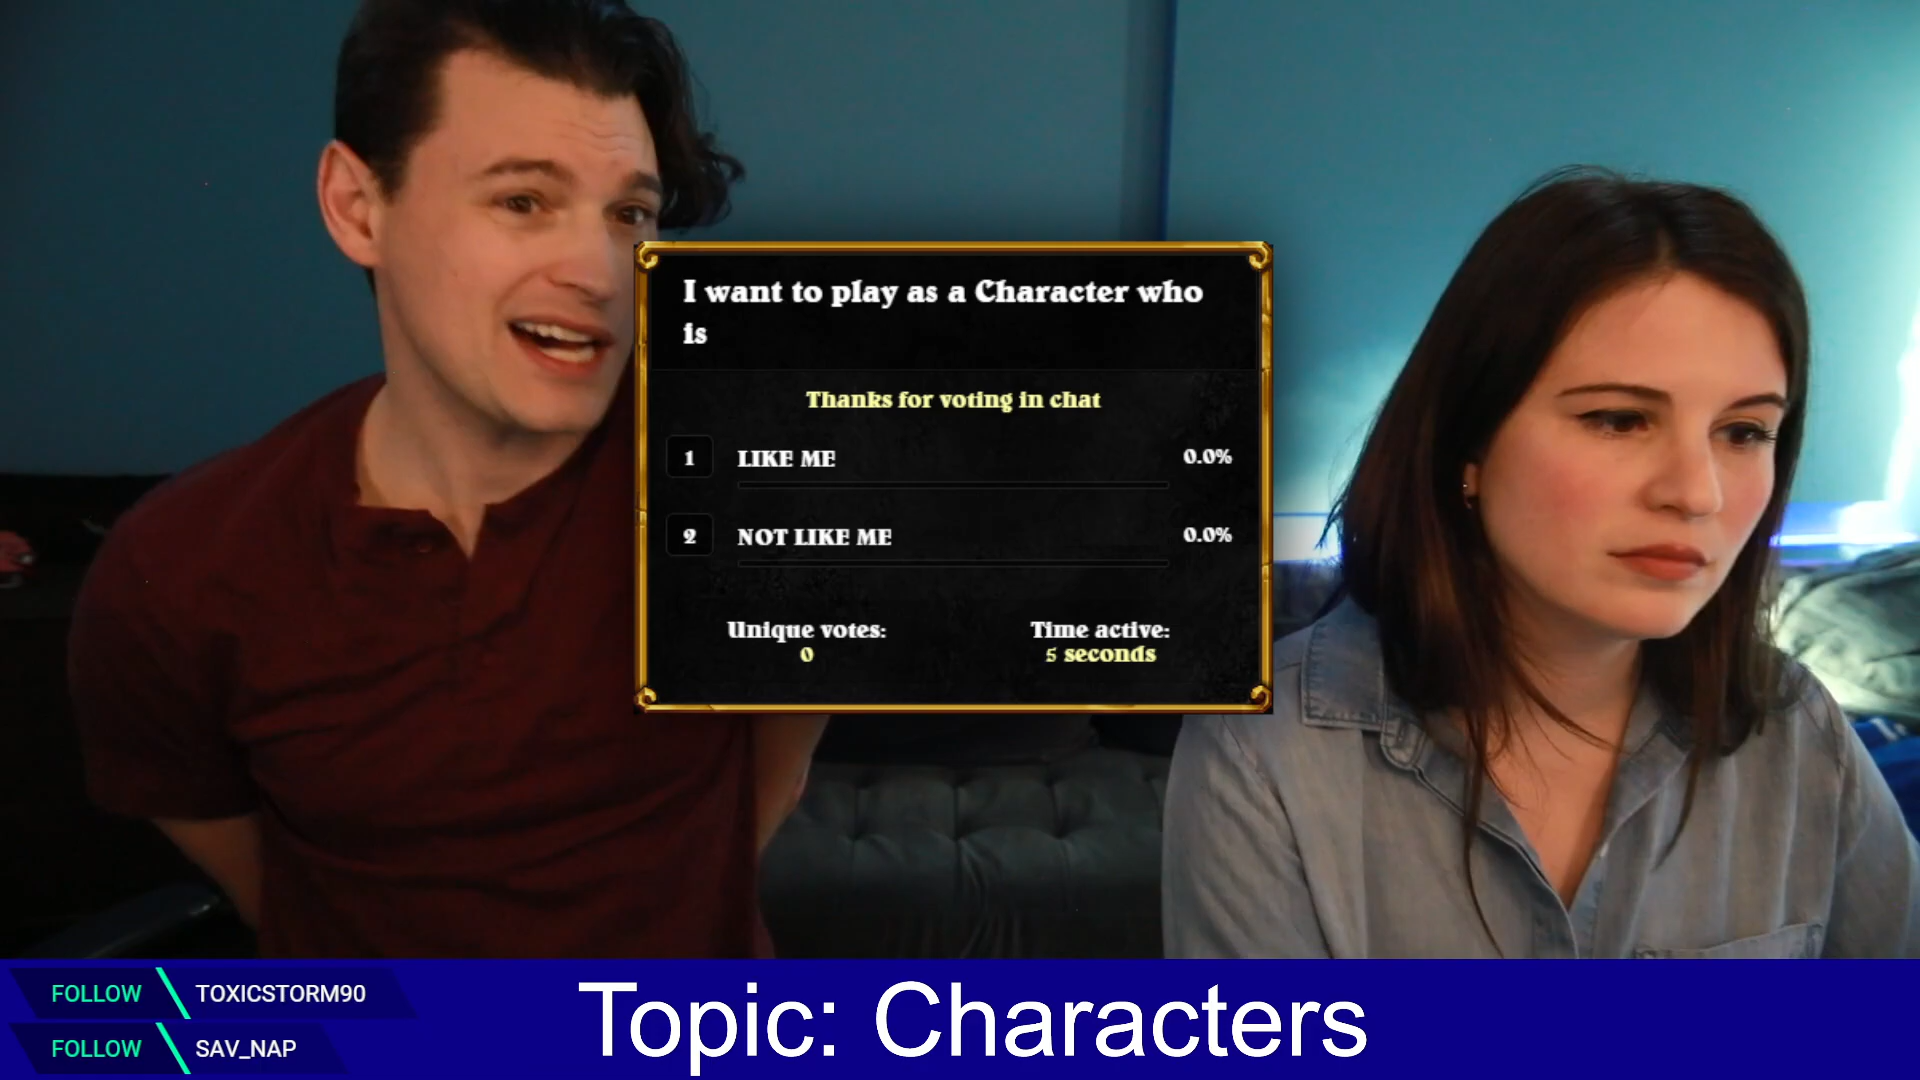 I want to play as a Character who
is
Thanks for voting in chat
1 LIKE ME 0.0%
2 NOT LIKE ME 0.0%
Unique votes: Time active:
0 5 seconds
FOLLOW TOXICSTORM90
FOLLOW SAV_NAP
Topic: Characters